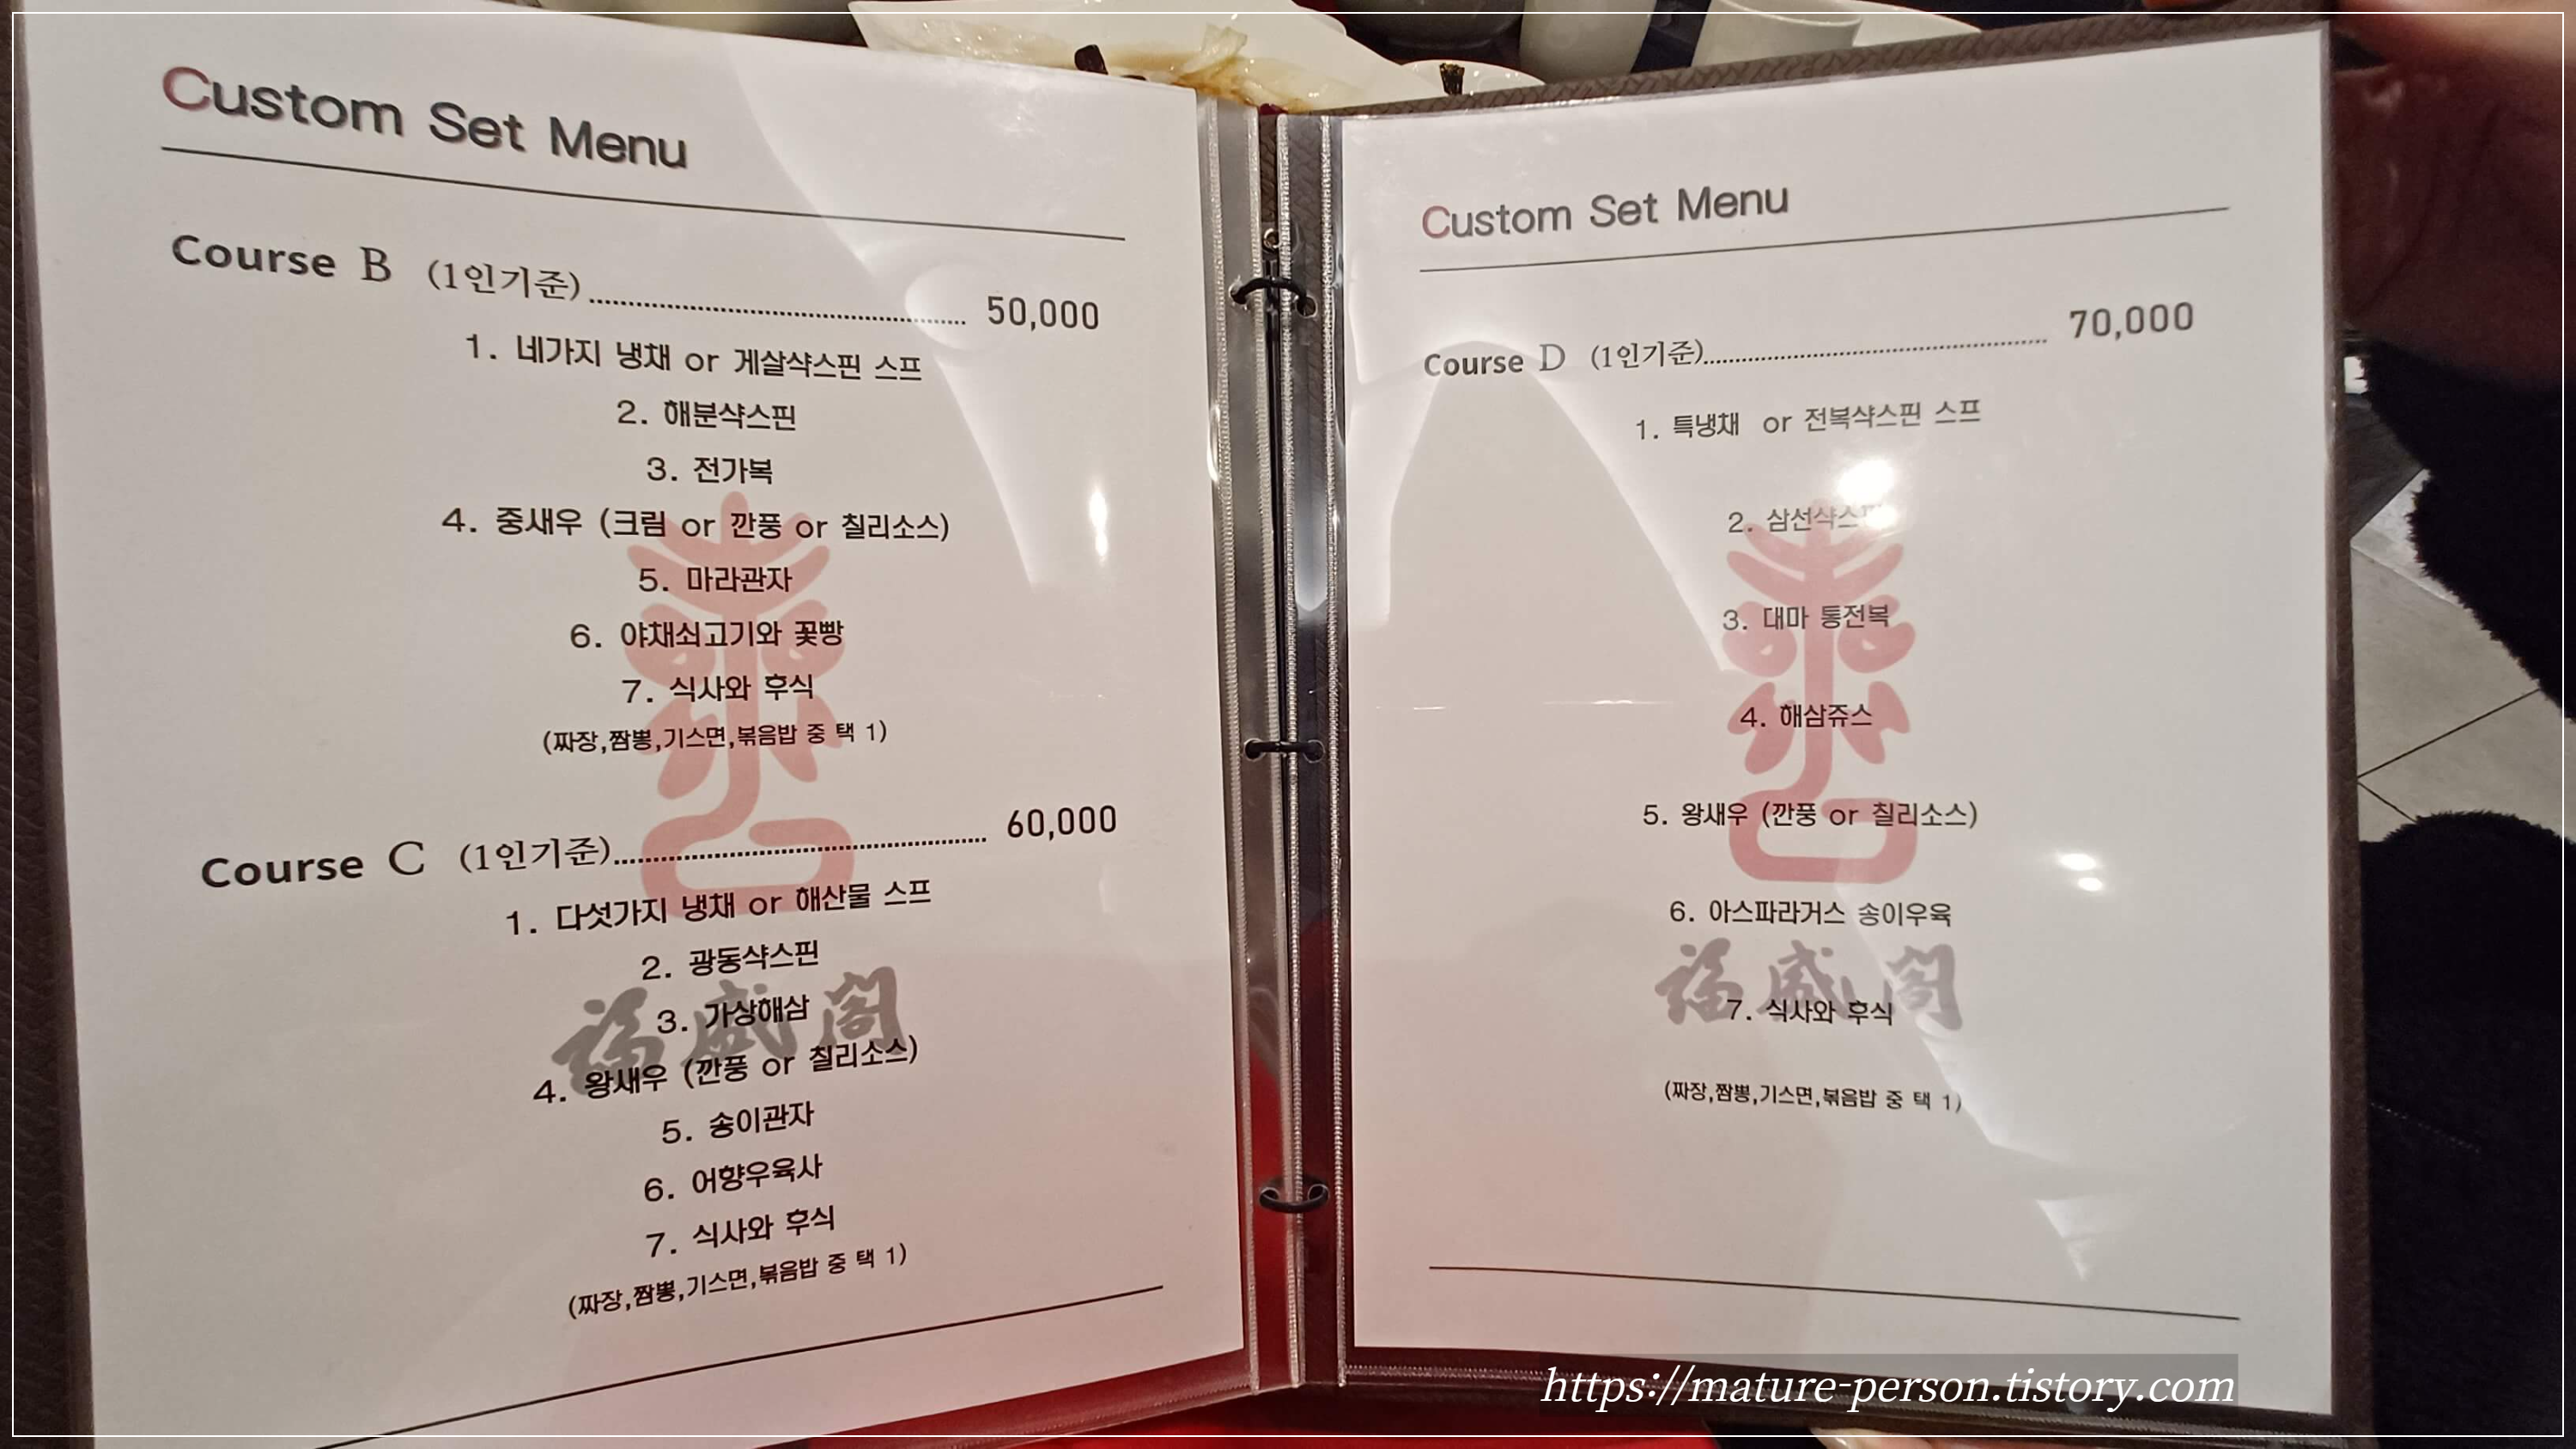 Custom Set Menu
Course B (1인기준) 50,000
1. 네가지 냉채 or 게살샥스핀 스프
2. 해분샥스핀
3. 전가복
4. 중새우 (크림 or 깐풍 or 칠리소스)
5. 마라관자
6. 야채쇠고기와 꽃빵
7. 식사와 후식
(짜장,짬뽕,기스면,볶음밥 중 택 1)
Course C (1인기준) 60,000
1. 다섯가지 냉채 or 해산물 스프
2. 광동샥스핀
3. 가상해삼
4. 왕새우 (깐풍 or 칠리소스)
5. 송이관자
6. 어향우육사
7. 식사와 후식
(짜장,짬뽕,기스면,볶음밥 중 택 1)
福盛閣
Custom Set Menu
Course D (1인기준) 70,000
1. 특냉채 or 전복샥스핀 스프
2. 삼선샥스핀
3. 대마 통전복
4. 해삼쥬스
5. 왕새우 (깐풍 or 칠리소스)
6. 아스파라거스 송이우육
7. 식사와 후식
(짜장,짬뽕,기스면,볶음밥 중 택 1)
福盛閣
https://mature-person.tistory.com